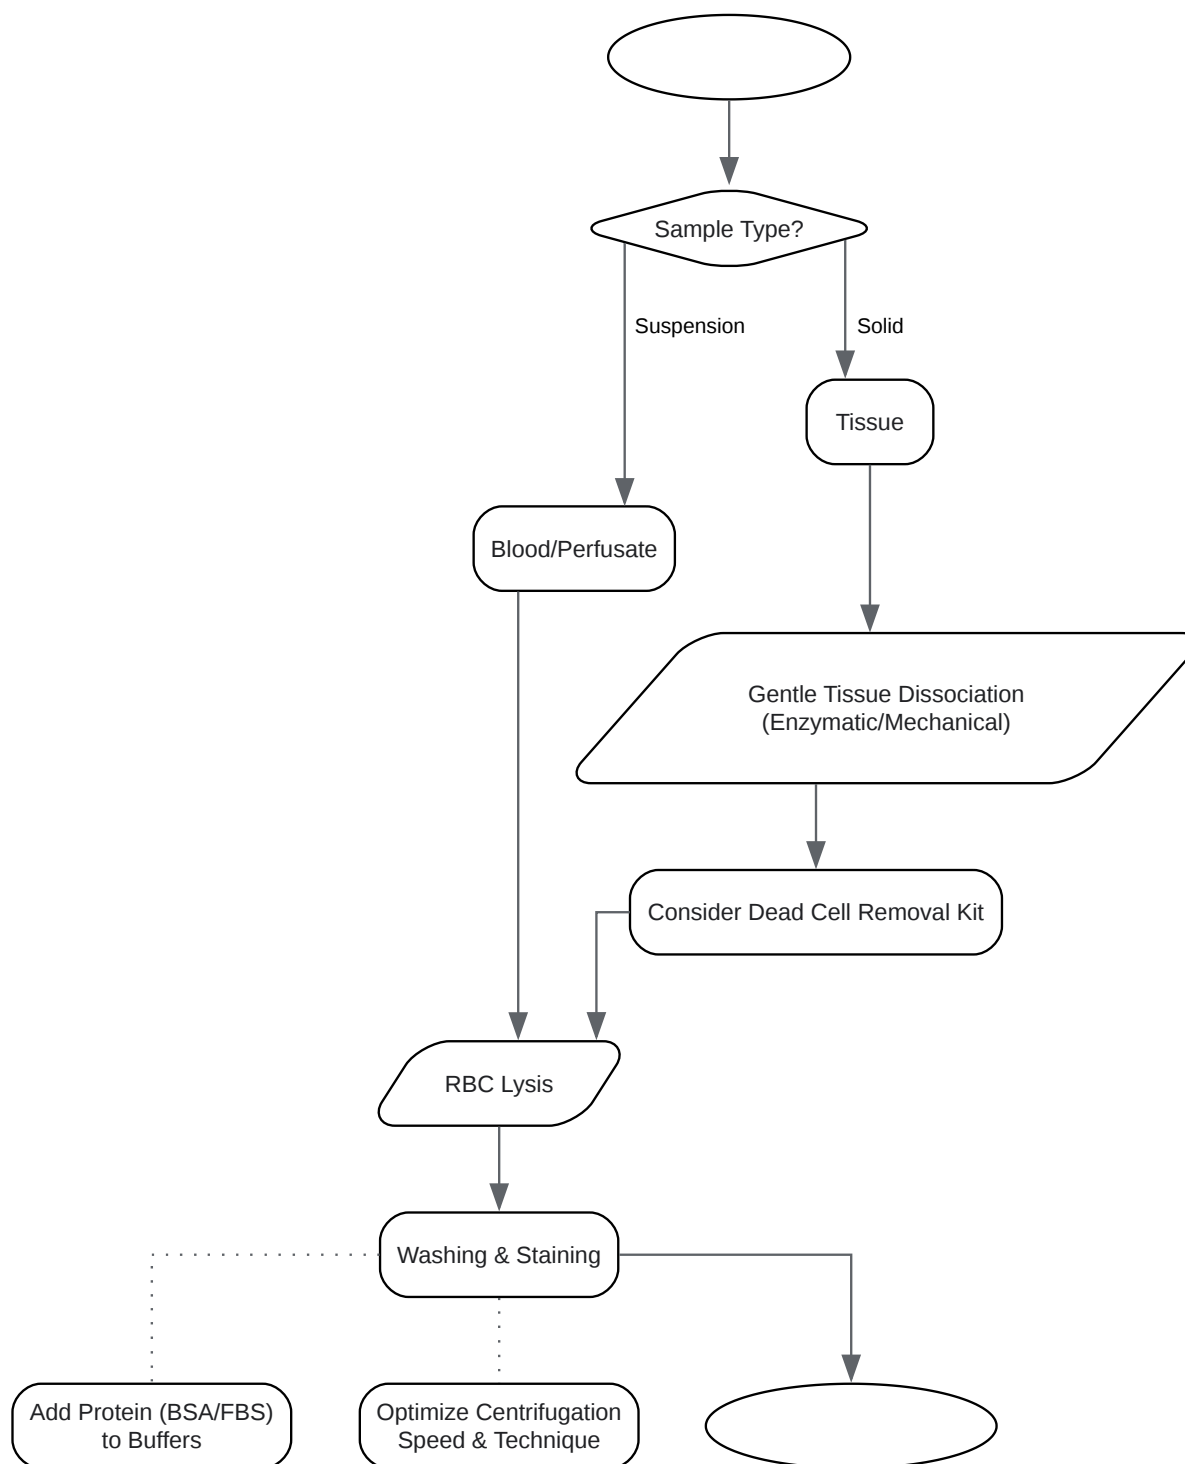 Sample Type?
Suspension
Solid
Tissue
Blood/Perfusate
Gentle Tissue Dissociation
(Enzymatic/Mechanical)
Consider Dead Cell Removal Kit
RBC Lysis
Washing & Staining
Add Protein (BSA/FBS)
to Buffers
Optimize Centrifugation
Speed & Technique